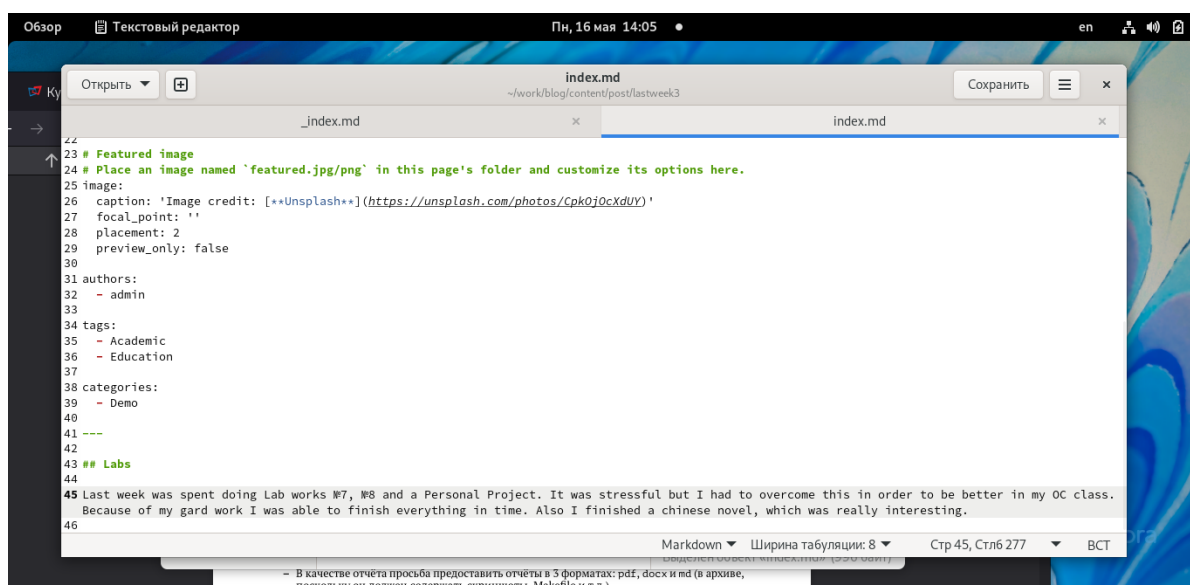 Обзор Текстовый редактор Пн, 16 мая 14:05 en
Ку
Открыть index.md Сохранить
~/work/blog/content/post/lastweek3
_index.md index.md
22
23 # Featured image
24 # Place an image named `featured.jpg/png` in this page's folder and customize its options here.
25 image:
26 caption: 'Image credit: [**Unsplash**](https://unsplash.com/photos/CpkOjOcXdUY)'
27 focal_point: ''
28 placement: 2
29 preview_only: false
30
31 authors:
32 - admin
33
34 tags:
35 - Academic
36 - Education
37
38 categories:
39 - Demo
40
41 ---
42
43 ## Labs
44
45 Last week was spent doing Lab works №7, №8 and a Personal Project. It was stressful but I had to overcome this in order to be better in my OC class.
Because of my gard work I was able to finish everything in time. Also I finished a chinese novel, which was really interesting.
46
Markdown Ширина табуляции: 8 Стр 45, Стлб 277 ВСТ
– В качестве отчёта просьба предоставить отчёты в 3 форматах: pdf, docx и md (в архиве,